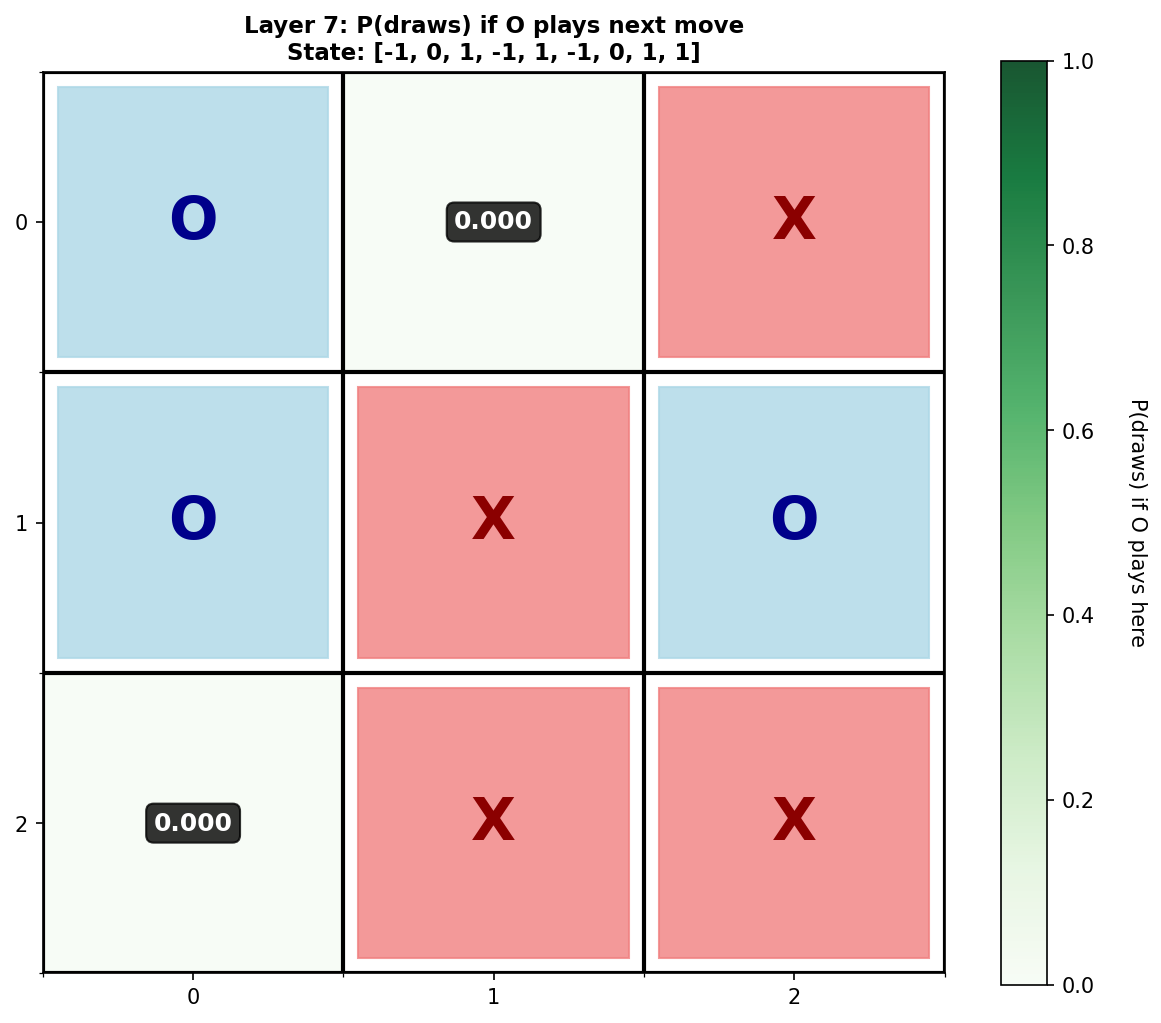 Layer 7: P(draws) if O plays next move
State: [-1, 0, 1, -1, 1, -1, 0, 1, 1]
0
O
0.000
X
1
O
X
O
2
0.000
X
X
0
1
2
1.0
0.8
0.6
0.4
0.2
0.0
P(draws) if O plays here